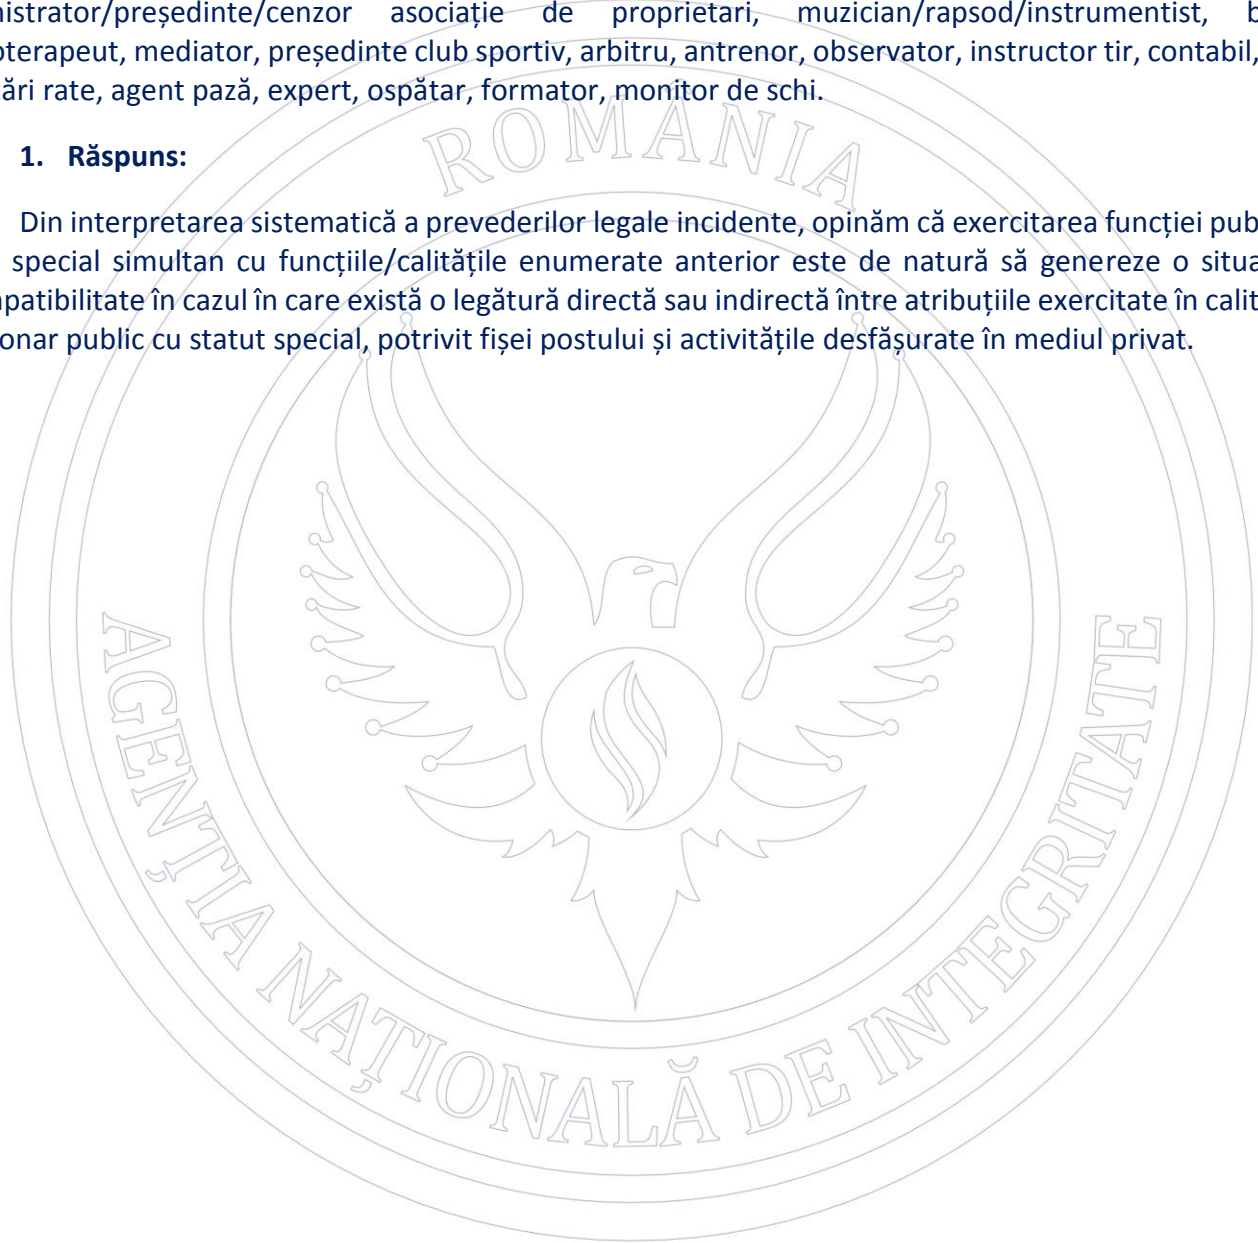 nistrator/președinte/cenzor asociație de proprietari, muzician/rapsod/instrumentist, b
oterapeut, mediator, președinte club sportiv, arbitru, antrenor, observator, instructor tir, contabil,
ări rate, agent pază, expert, ospătar, formator, monitor de schi.
1. Răspuns:
Din interpretarea sistematică a prevederilor legale incidente, opinăm că exercitarea funcției pub
special simultan cu funcțiile/calitățile enumerate anterior este de natură să genereze o situa
patibilitate în cazul în care există o legătură directă sau indirectă între atribuțiile exercitate în calit
onar public cu statut special, potrivit fișei postului și activitățile desfășurate în mediul privat.
ROMÂNIA
AGENȚIA NAȚIONALĂ DE INTEGRITATE